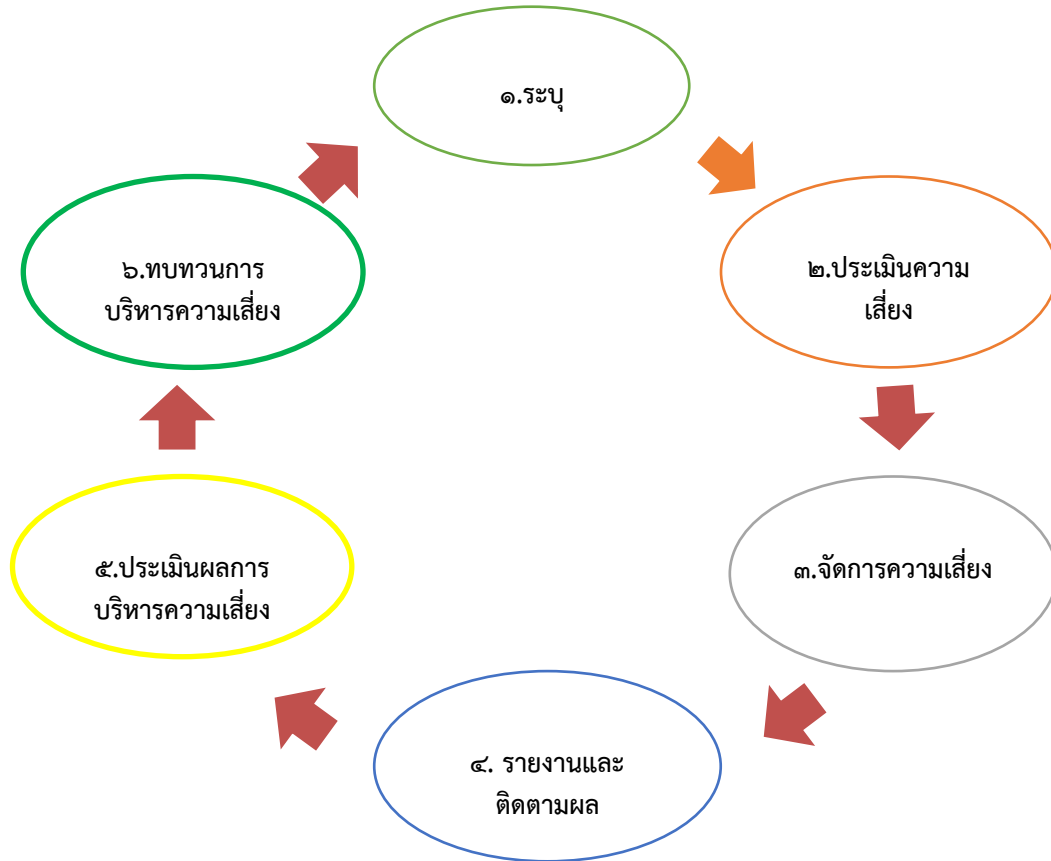 ๑.ระบุ
๒.ประเมินความ
เสี่ยง
๓.จัดการความเสี่ยง
๔. รายงานและ
ติดตามผล
๕.ประเมินผลการ
บริหารความเสี่ยง
๖.ทบทวนการ
บริหารความเสี่ยง